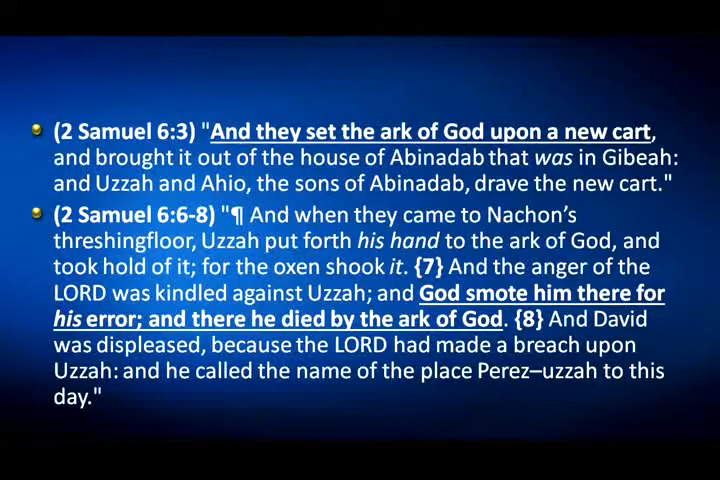 (2 Samuel 6:3) "And they set the ark of God upon a new cart,
and brought it out of the house of Abinadab that was in Gibeah:
and Uzzah and Ahio, the sons of Abinadab, drave the new cart."
(2 Samuel 6:6-8) "¶ And when they came to Nachon’s
threshingfloor, Uzzah put forth his hand to the ark of God, and
took hold of it; for the oxen shook it. {7} And the anger of the
LORD was kindled against Uzzah; and God smote him there for
his error; and there he died by the ark of God. {8} And David
was displeased, because the LORD had made a breach upon
Uzzah: and he called the name of the place Perez–uzzah to this
day."